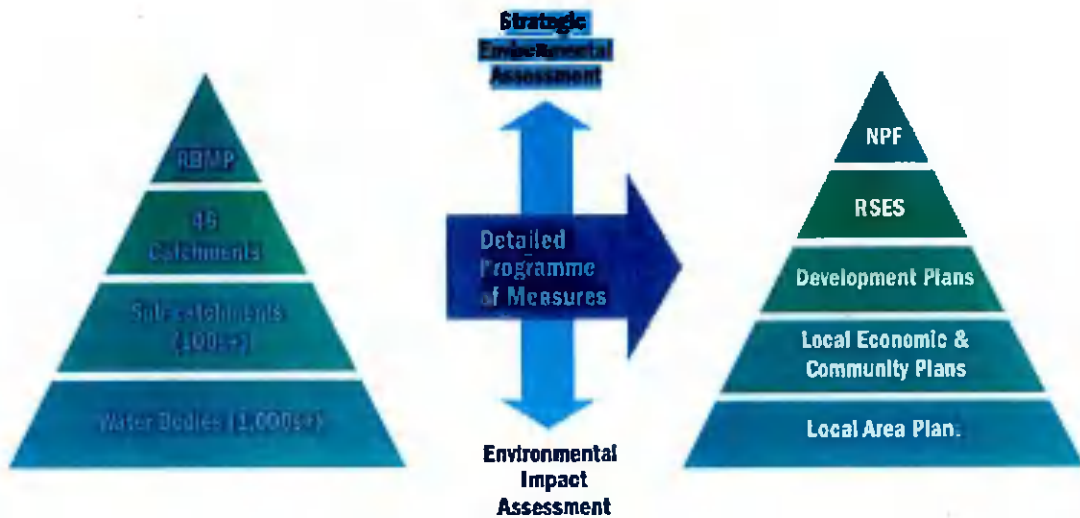 Strategic
Environmental
Assessment
RBMP
46
Catchments
Sub catchments
(100s+)
Water Bodies (1,000s+)
Detailed
Programme
of Measures
Environmental
Impact
Assessment
NPF
RSES
Development Plans
Local Economic &
Community Plans
Local Area Plan.